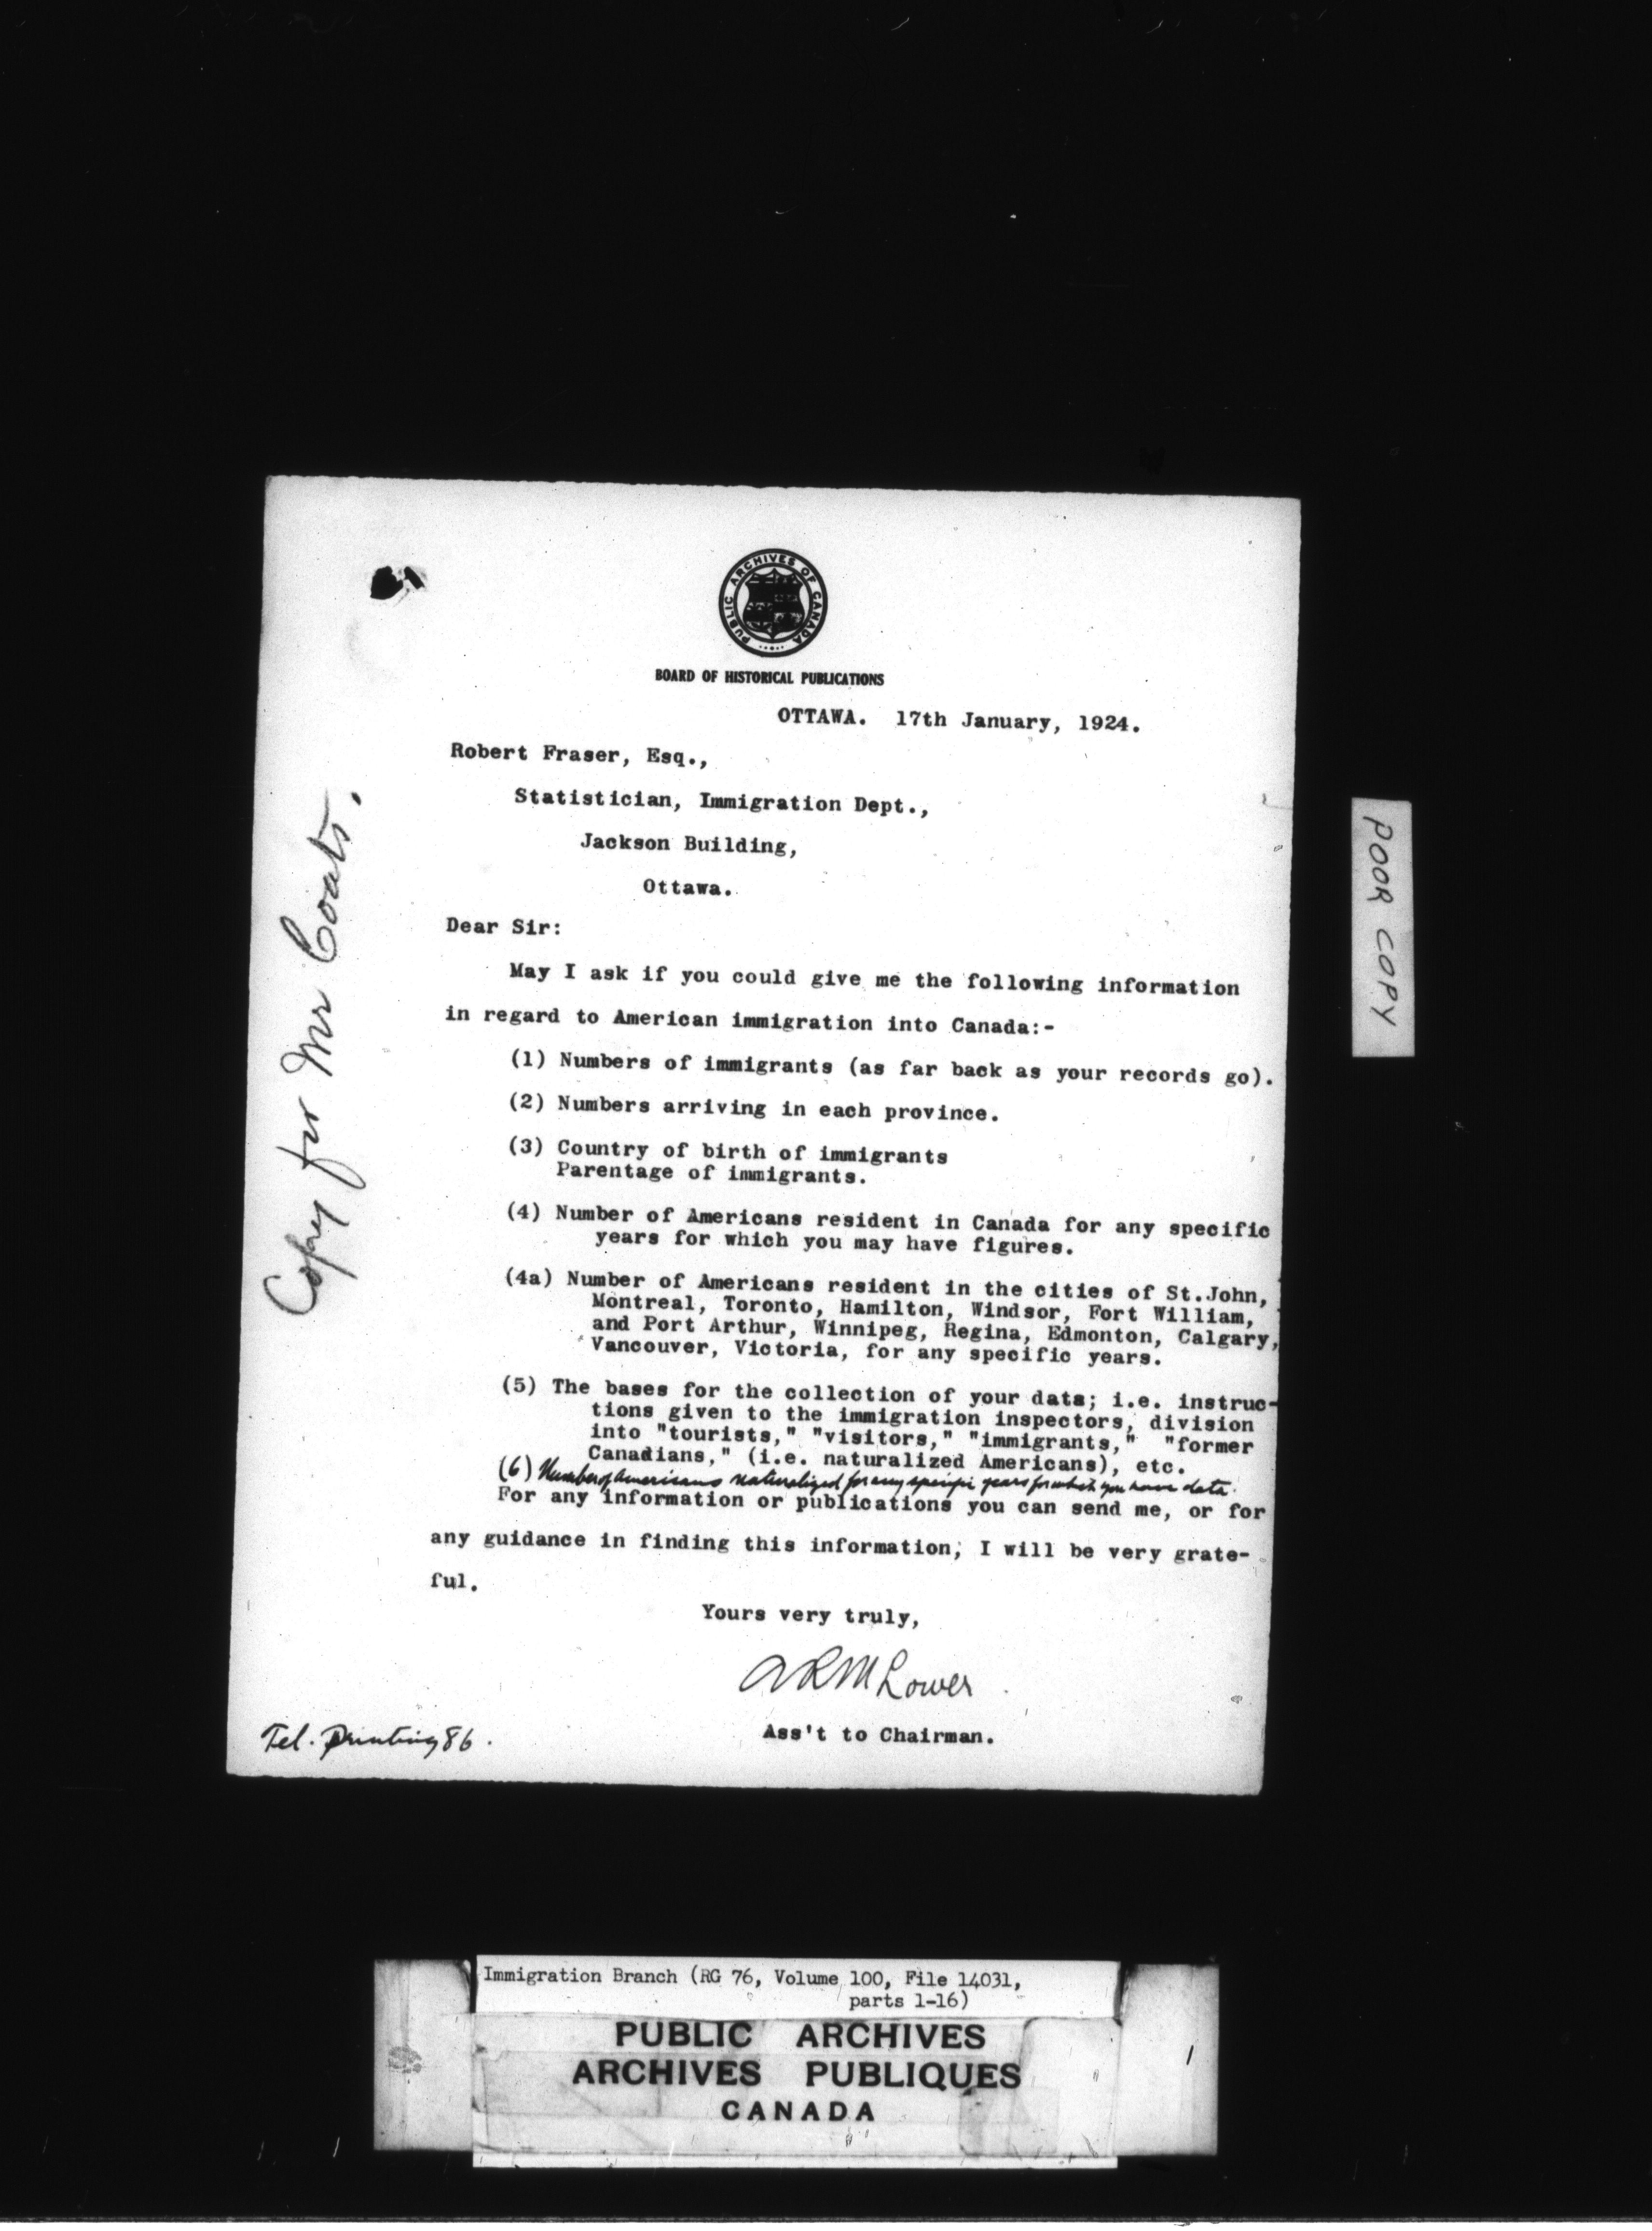 PUBLIC ARCHIVES OF CANADA
BOARD OF HISTORICAL PUBLICATIONS
OTTAWA. 17th January, 1924.
Robert Fraser, Esq.,
Statistician, Immigration Dept.,
Jackson Building,
Ottawa.
Dear Sir:
May I ask if you could give me the following information
in regard to American immigration into Canada:-
(1) Numbers of immigrants (as far back as your records go).
(2) Numbers arriving in each province.
(3) Country of birth of immigrants
Parentage of immigrants.
(4) Number of Americans resident in Canada for any specific
years for which you may have figures.
(4a) Number of Americans resident in the cities of St.John,
Montreal, Toronto, Hamilton, Windsor, Fort William,
and Port Arthur, Winnipeg, Regina, Edmonton, Calgary,
Vancouver, Victoria, for any specific years.
(5) The bases for the collection of your data; i.e. instruc-
tions given to the immigration inspectors, division
into "tourists," "visitors," "immigrants," "former
Canadians," (i.e. naturalized Americans), etc.
(6) Number of Americans naturalized for any specific years for which you have data.
For any information or publications you can send me, or for
any guidance in finding this information, I will be very grate-
ful.
Yours very truly,
ARM Lower
Ass't to Chairman.
Tel. Printing 86.
Copy for Mr Coats.
POOR COPY
Immigration Branch (RG 76, Volume 100, File 14031,
parts 1-16)
PUBLIC ARCHIVES
ARCHIVES PUBLIQUES
CANADA